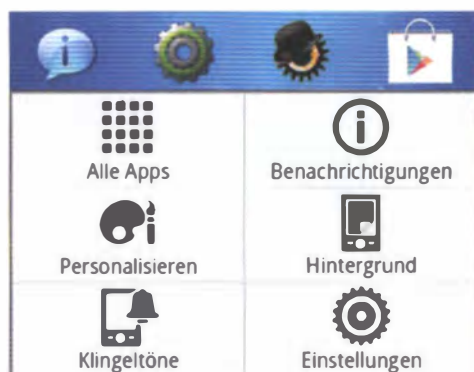 Alle Apps
Benachrichtigungen
Personalisieren
Hintergrund
Klingeltöne
Einstellungen